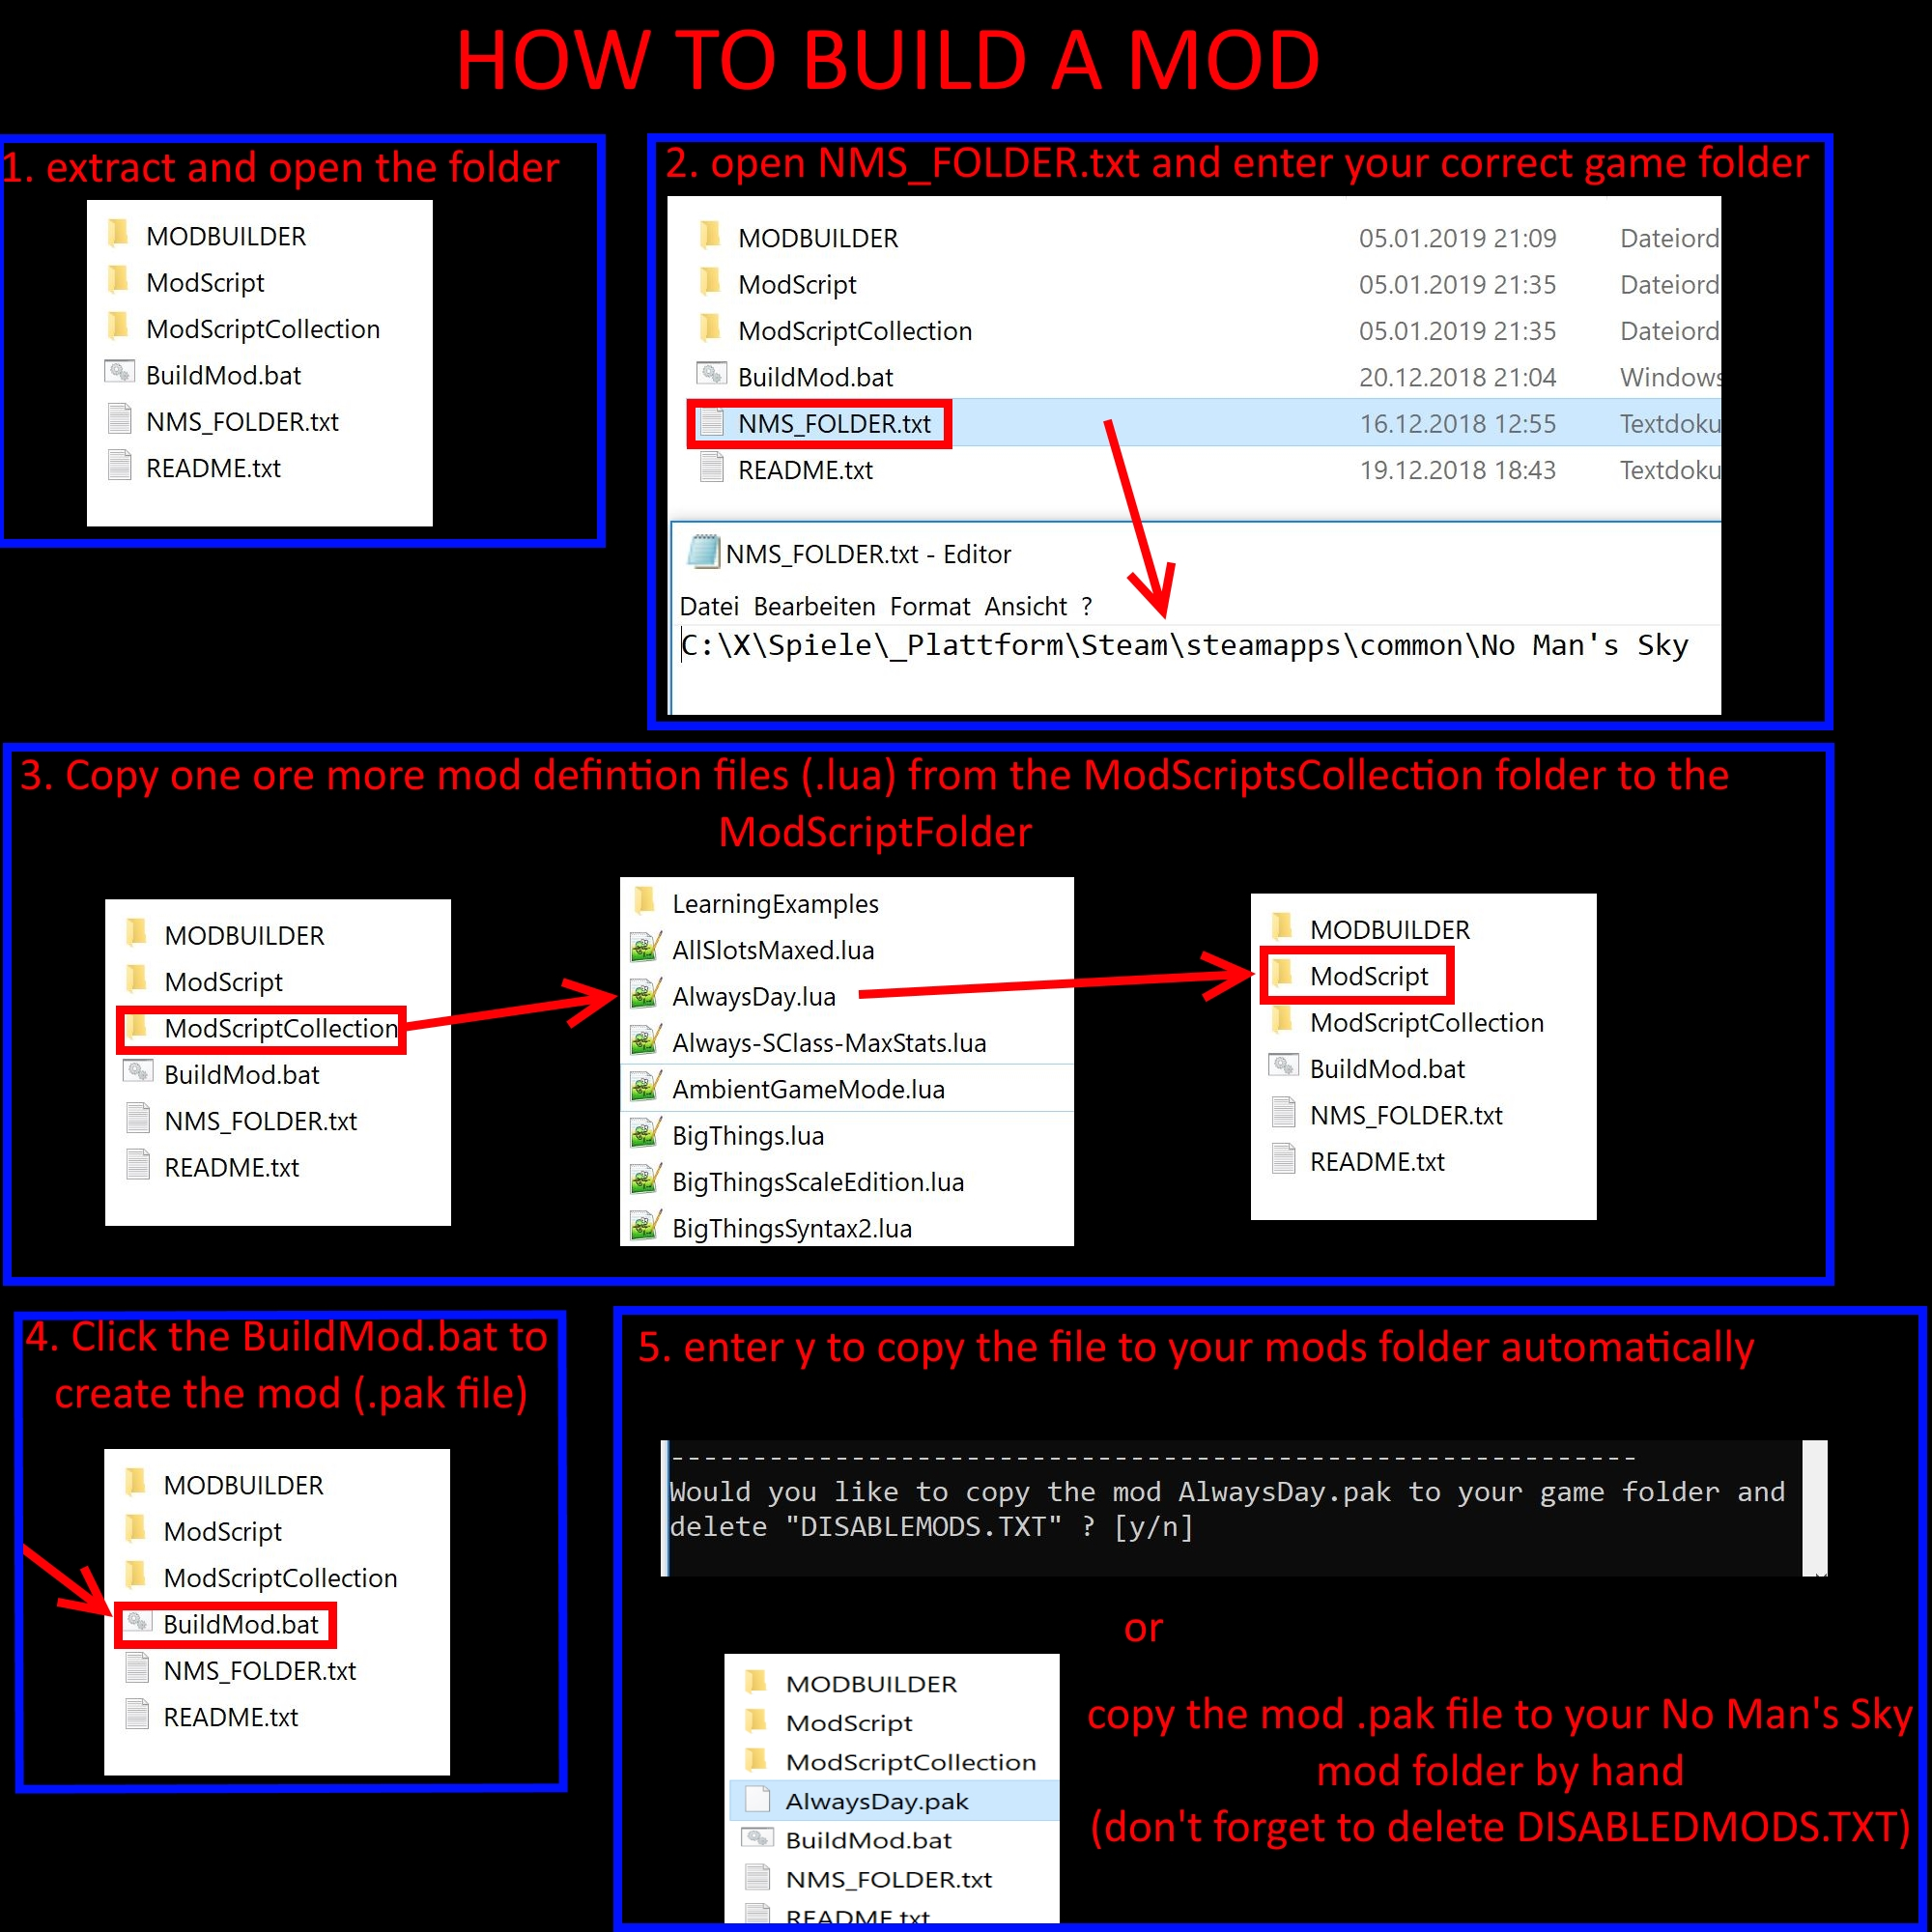 HOW TO BUILD A MOD
1. extract and open the folder
MODBUILDER
ModScript
ModScriptCollection
BuildMod.bat
NMS_FOLDER.txt
README.txt
2. open NMS_FOLDER.txt and enter your correct game folder
MODBUILDER 05.01.2019 21:09 Dateiord
ModScript 05.01.2019 21:35 Dateiord
ModScriptCollection 05.01.2019 21:35 Dateiord
BuildMod.bat 20.12.2018 21:04 Windows
NMS_FOLDER.txt 16.12.2018 12:55 Textdoku
README.txt 19.12.2018 18:43 Textdoku
NMS_FOLDER.txt - Editor
Datei Bearbeiten Format Ansicht ?
C:\X\Spiele\_Plattform\Steam\steamapps\common\No Man's Sky
3. Copy one ore more mod defintion files (.lua) from the ModScriptsCollection folder to the
ModScriptFolder
MODBUILDER
ModScript
ModScriptCollection
BuildMod.bat
NMS_FOLDER.txt
README.txt
LearningExamples
AllSlotsMaxed.lua
AlwaysDay.lua
Always-SClass-MaxStats.lua
AmbientGameMode.lua
BigThings.lua
BigThingsScaleEdition.lua
BigThingsSyntax2.lua
MODBUILDER
ModScript
ModScriptCollection
BuildMod.bat
NMS_FOLDER.txt
README.txt
4. Click the BuildMod.bat to
create the mod (.pak file)
MODBUILDER
ModScript
ModScriptCollection
BuildMod.bat
NMS_FOLDER.txt
README.txt
5. enter y to copy the file to your mods folder automatically
-----------------------------------------------------------
Would you like to copy the mod AlwaysDay.pak to your game folder and
delete "DISABLEMODS.TXT" ? [y/n]
or
MODBUILDER
ModScript
ModScriptCollection
AlwaysDay.pak
BuildMod.bat
NMS_FOLDER.txt
README.txt
copy the mod .pak file to your No Man's Sky
mod folder by hand
(don't forget to delete DISABLEDMODS.TXT)